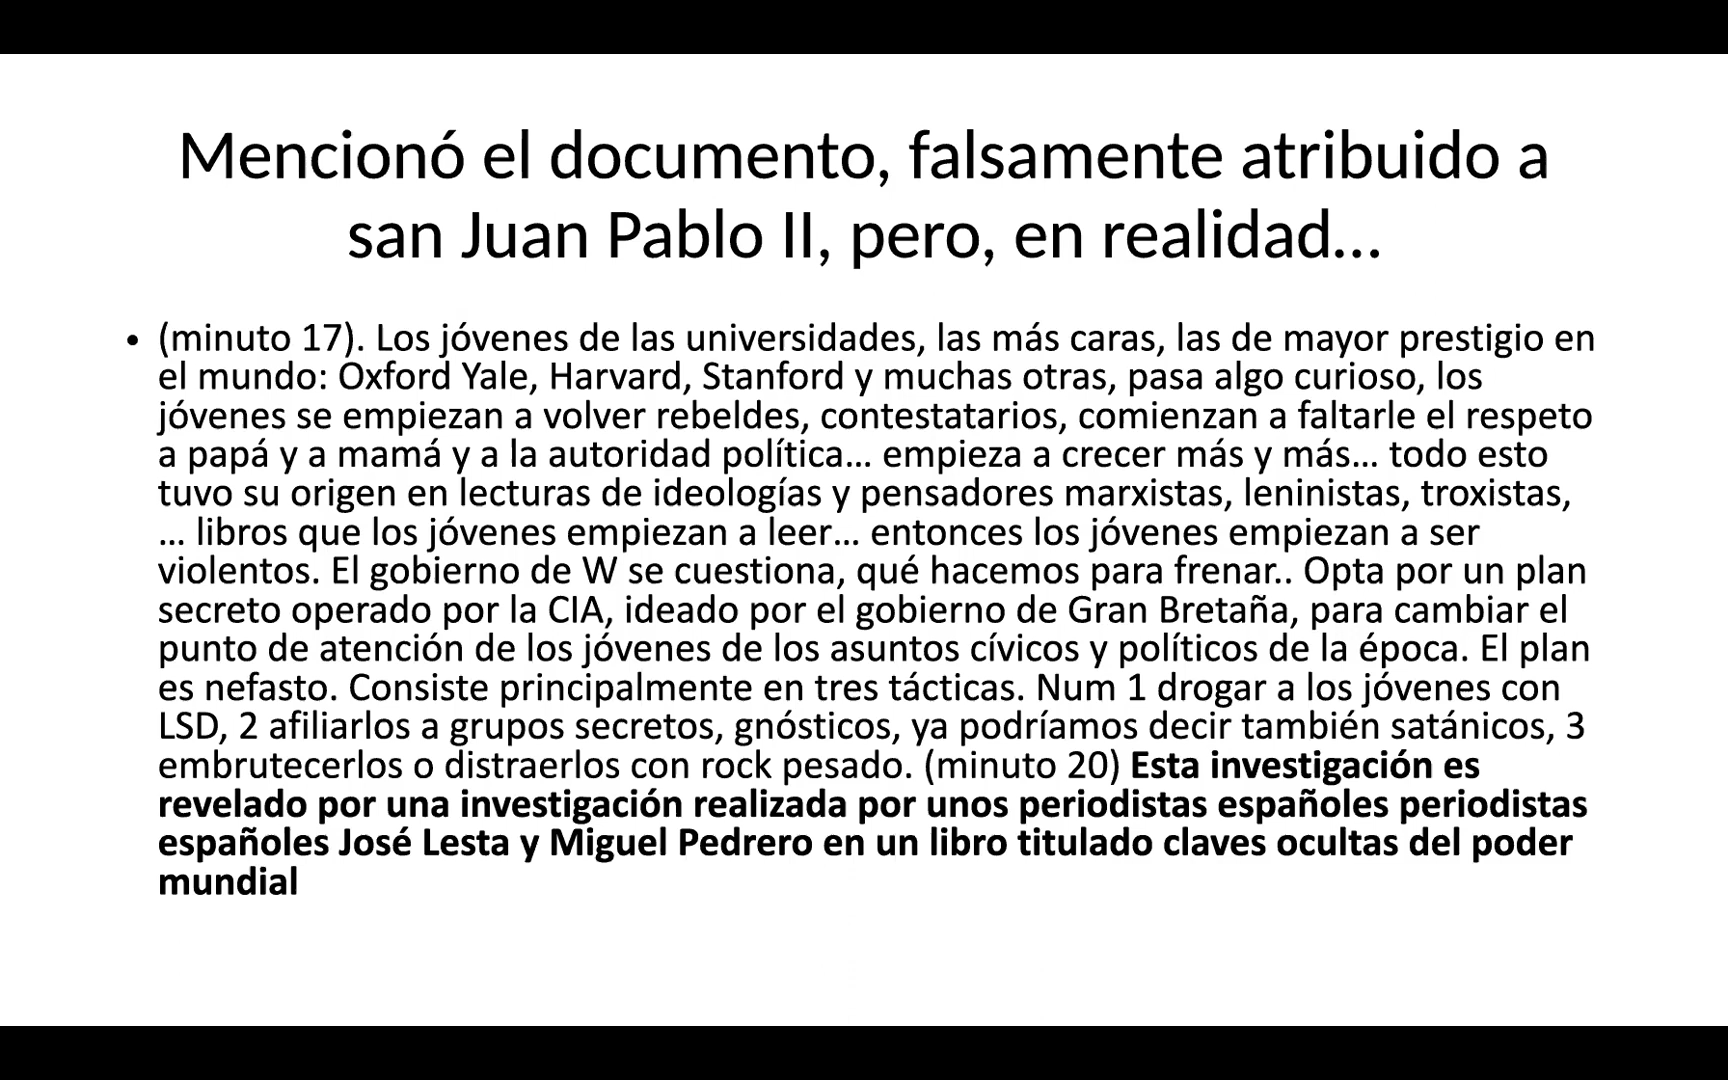 Mencionó el documento, falsamente atribuido a
san Juan Pablo II, pero, en realidad…
• (minuto 17). Los jóvenes de las universidades, las más caras, las de mayor prestigio en
el mundo: Oxford Yale, Harvard, Stanford y muchas otras, pasa algo curioso, los
jóvenes se empiezan a volver rebeldes, contestatarios, comienzan a faltarle el respeto
a papá y a mamá y a la autoridad política… empieza a crecer más y más… todo esto
tuvo su origen en lecturas de ideologías y pensadores marxistas, leninistas, troxistas,
… libros que los jóvenes empiezan a leer… entonces los jóvenes empiezan a ser
violentos. El gobierno de W se cuestiona, qué hacemos para frenar.. Opta por un plan
secreto operado por la CIA, ideado por el gobierno de Gran Bretaña, para cambiar el
punto de atención de los jóvenes de los asuntos cívicos y políticos de la época. El plan
es nefasto. Consiste principalmente en tres tácticas. Num 1 drogar a los jóvenes con
LSD, 2 afiliarlos a grupos secretos, gnósticos, ya podríamos decir también satánicos, 3
embrutecerlos o distraerlos con rock pesado. (minuto 20) Esta investigación es
revelado por una investigación realizada por unos periodistas españoles periodistas
españoles José Lesta y Miguel Pedrero en un libro titulado claves ocultas del poder
mundial